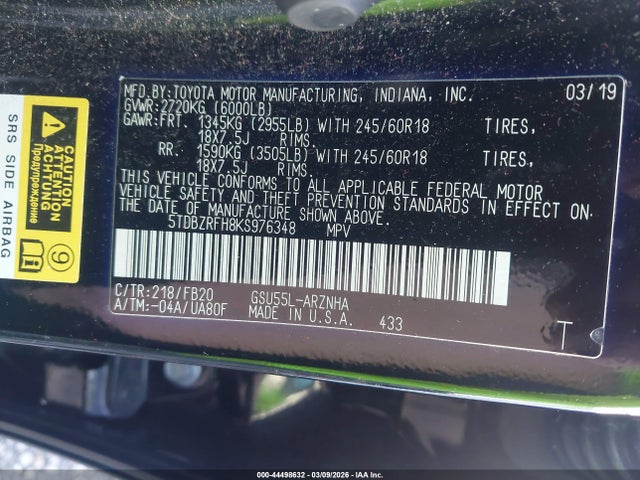 MFD.BY:TOYOTA MOTOR MANUFACTURING, INDIANA, INC. 03/19
GVWR:2720KG (6000LB)
GAWR:FRT. 1345KG (2955LB) WITH 245/60R18 TIRES,
18X7.5J RIMS.
RR. 1590KG (3505LB) WITH 245/60R18 TIRES,
18X7.5J RIMS.
THIS VEHICLE CONFORMS TO ALL APPLICABLE FEDERAL MOTOR
VEHICLE SAFETY AND THEFT PREVENTION STANDARDS IN EFFECT ON
THE DATE OF MANUFACTURE SHOWN ABOVE.
5TDBZRFH8KS976348 MPV
C/TR:218/FB20 GSU55L-ARZNHA
A/TM:-04A/UA80F MADE IN U.S.A. 433 T
SRS SIDE AIRBAG
CAUTION
ATTENTION
ACHTUNG
Предупреждение
9
000-44498632 - 03/09/2026 - IAAcsdc